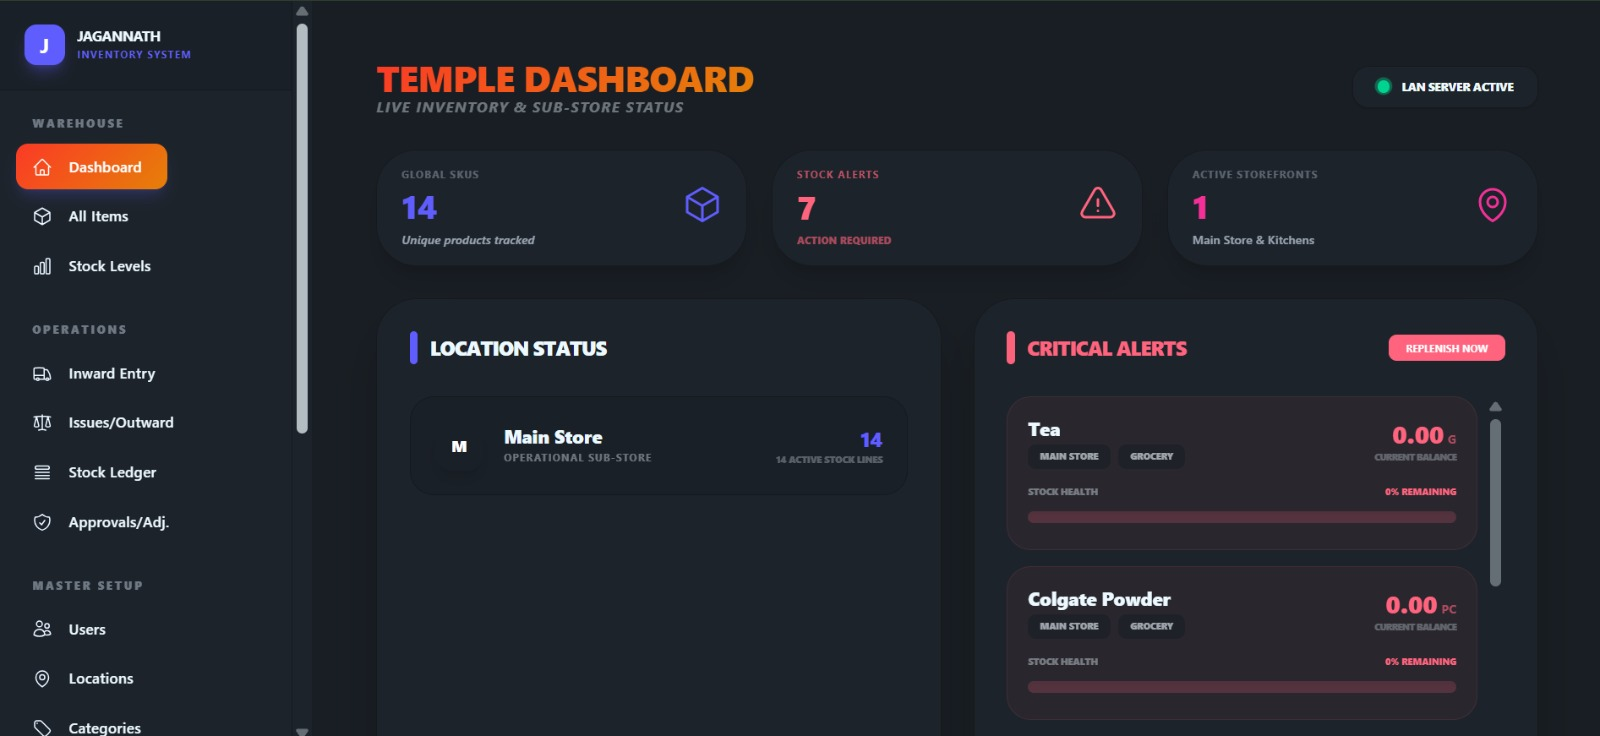 J
JAGANNATH
INVENTORY SYSTEM
WAREHOUSE
Dashboard
All Items
Stock Levels
OPERATIONS
Inward Entry
Issues/Outward
Stock Ledger
Approvals/Adj.
MASTER SETUP
Users
Locations
Categories
TEMPLE DASHBOARD
LIVE INVENTORY & SUB-STORE STATUS
LAN SERVER ACTIVE
GLOBAL SKUS
14
Unique products tracked
STOCK ALERTS
7
ACTION REQUIRED
ACTIVE STOREFRONTS
1
Main Store & Kitchens
LOCATION STATUS
M
Main Store
OPERATIONAL SUB-STORE
14
14 ACTIVE STOCK LINES
CRITICAL ALERTS
REPLENISH NOW
Tea
MAIN STORE GROCERY
0.00 G
CURRENT BALANCE
STOCK HEALTH 0% REMAINING
Colgate Powder
MAIN STORE GROCERY
0.00 PC
CURRENT BALANCE
STOCK HEALTH 0% REMAINING